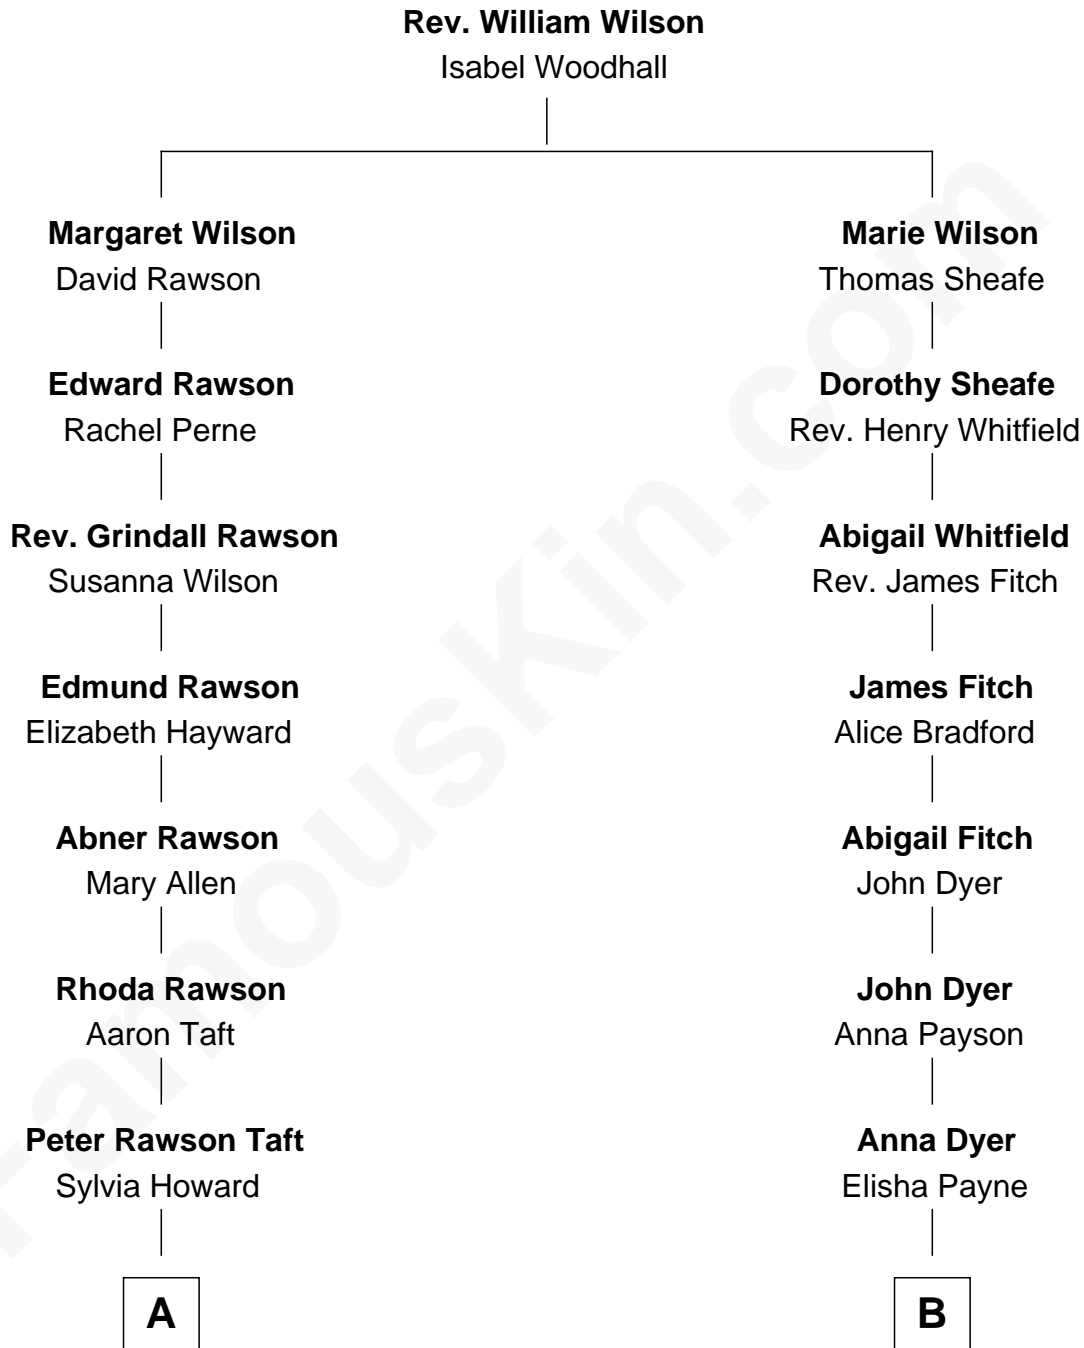 Rev. William Wilson
Isabel Woodhall
Margaret Wilson
David Rawson
Edward Rawson
Rachel Perne
Rev. Grindall Rawson
Susanna Wilson
Edmund Rawson
Elizabeth Hayward
Abner Rawson
Mary Allen
Rhoda Rawson
Aaron Taft
Peter Rawson Taft
Sylvia Howard
A
Marie Wilson
Thomas Sheafe
Dorothy Sheafe
Rev. Henry Whitfield
Abigail Whitfield
Rev. James Fitch
James Fitch
Alice Bradford
Abigail Fitch
John Dyer
John Dyer
Anna Payson
Anna Dyer
Elisha Payne
B
FamousKin.com